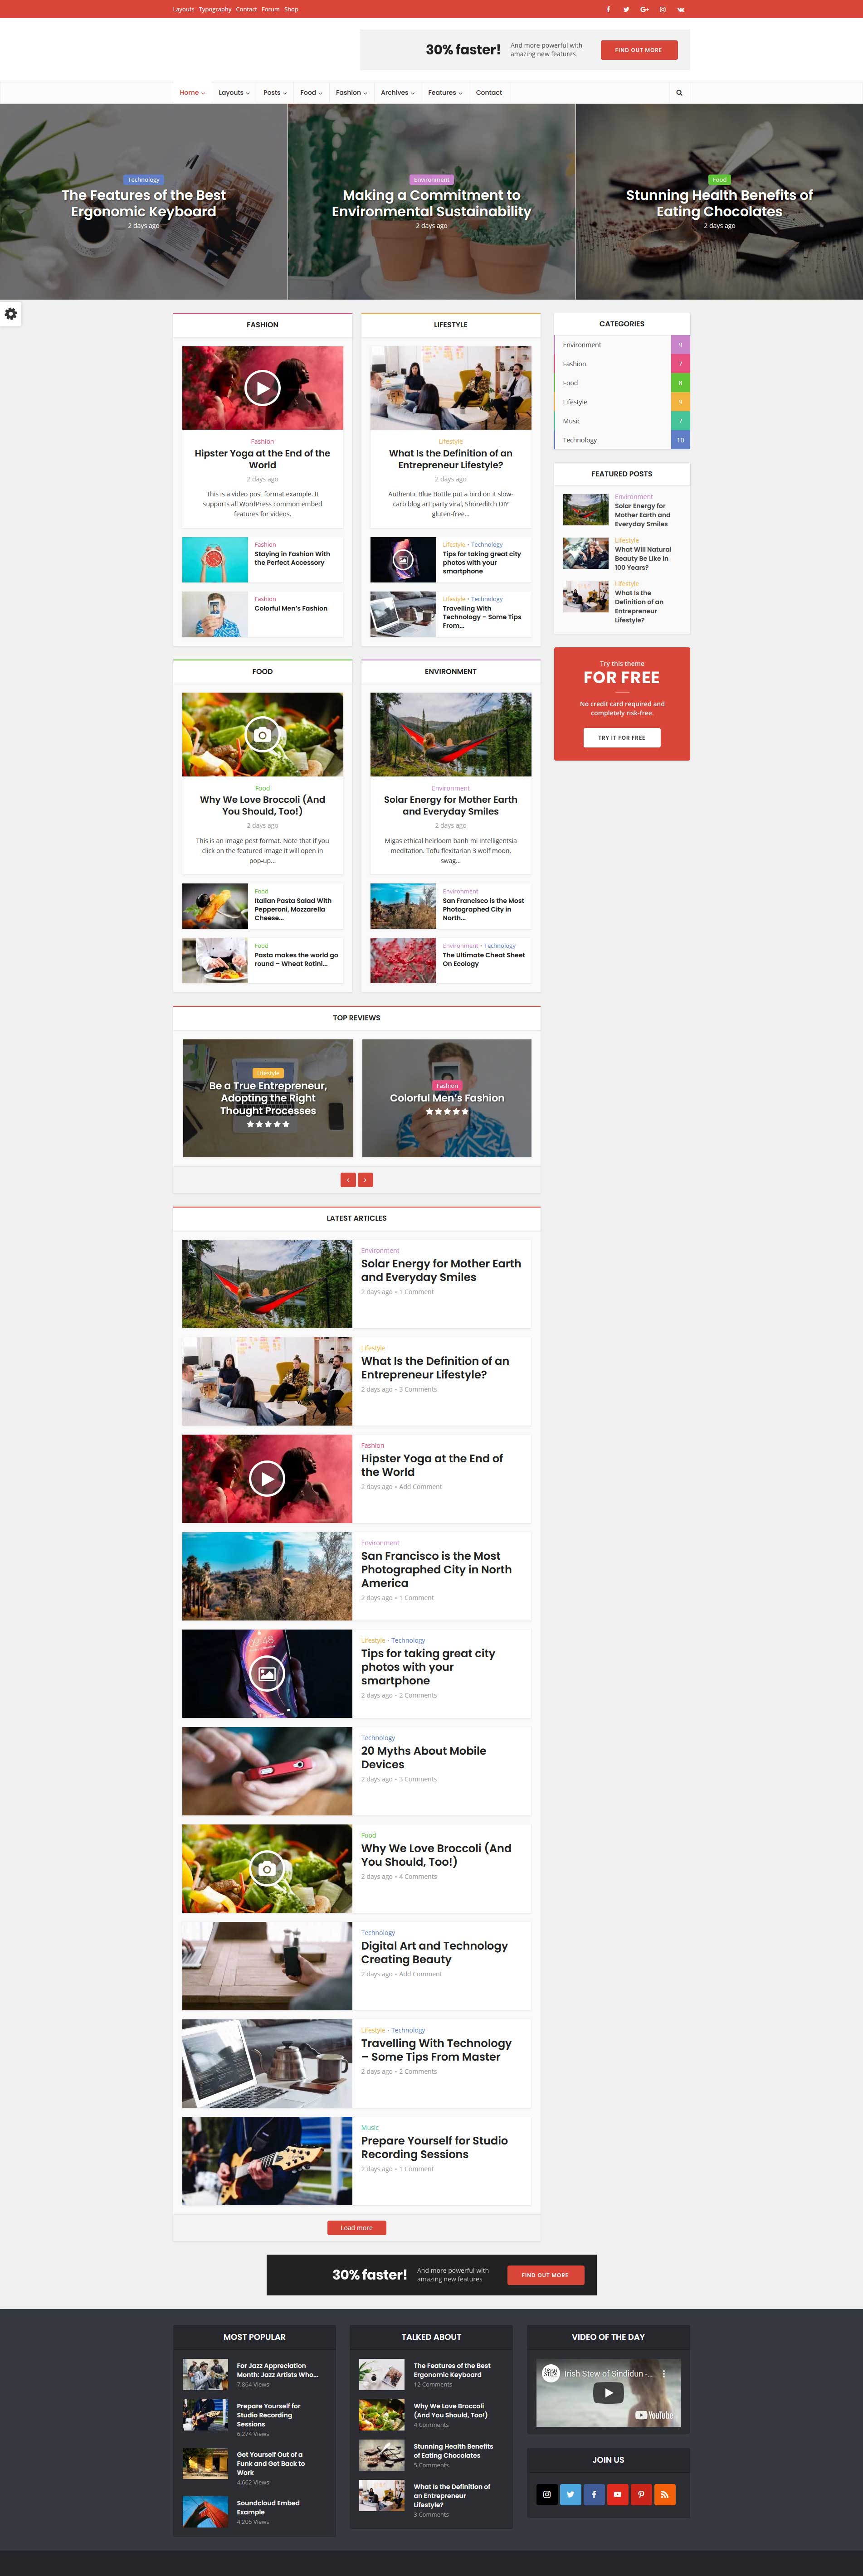 Layouts Typography Contact Forum Shop
30% faster!
And more powerful with
amazing new features
FIND OUT MORE
Home Layouts Posts Food Fashion Archives Features Contact
Technology
The Features of the Best
Ergonomic Keyboard
2 days ago
Environment
Making a Commitment to
Environmental Sustainability
2 days ago
Food
Stunning Health Benefits of
Eating Chocolates
2 days ago
FASHION
Fashion
Hipster Yoga at the End of the
World
2 days ago
This is a video post format example. It
supports all WordPress common embed
features for videos.
Fashion
Staying in Fashion With
the Perfect Accessory
Fashion
Colorful Men's Fashion
LIFESTYLE
Lifestyle
What Is the Definition of an
Entrepreneur Lifestyle?
2 days ago
Authentic Blue Bottle put a bird on it slow-
carb blog art party viral, Shoreditch DIY
gluten-free...
Lifestyle • Technology
Tips for taking great city
photos with your
smartphone
Lifestyle • Technology
Travelling With
Technology – Some Tips
From...
CATEGORIES
Environment 9
Fashion 7
Food 8
Lifestyle 9
Music 7
Technology 10
FEATURED POSTS
Environment
Solar Energy for
Mother Earth and
Everyday Smiles
Lifestyle
What Will Natural
Beauty Be Like In
100 Years?
Lifestyle
What Is the
Definition of an
Entrepreneur
Lifestyle?
Try this theme
FOR FREE
No credit card required and
completely risk-free.
TRY IT FOR FREE
FOOD
Food
Why We Love Broccoli (And
You Should, Too!)
2 days ago
This is an image post format. Note that if you
click on the featured image it will open in
pop-up...
Food
Italian Pasta Salad With
Pepperoni, Mozzarella
Cheese...
Food
Pasta makes the world go
round – Wheat Rotini...
ENVIRONMENT
Environment
Solar Energy for Mother Earth
and Everyday Smiles
2 days ago
Migas ethical heirloom banh mi Intelligentsia
meditation. Tofu flexitarian 3 wolf moon,
swag...
Environment
San Francisco is the Most
Photographed City in
North...
Environment • Technology
The Ultimate Cheat Sheet
On Ecology
TOP REVIEWS
Lifestyle
Be a True Entrepreneur,
Adopting the Right
Thought Processes
Fashion
Colorful Men's Fashion
LATEST ARTICLES
Environment
Solar Energy for Mother Earth
and Everyday Smiles
2 days ago • 1 Comment
Lifestyle
What Is the Definition of an
Entrepreneur Lifestyle?
2 days ago • 3 Comments
Fashion
Hipster Yoga at the End of
the World
2 days ago • Add Comment
Environment
San Francisco is the Most
Photographed City in North
America
2 days ago • 1 Comment
Lifestyle • Technology
Tips for taking great city
photos with your
smartphone
2 days ago • 2 Comments
Technology
20 Myths About Mobile
Devices
2 days ago • 3 Comments
Food
Why We Love Broccoli (And
You Should, Too!)
2 days ago • 4 Comments
Technology
Digital Art and Technology
Creating Beauty
2 days ago • Add Comment
Lifestyle • Technology
Travelling With Technology
– Some Tips From Master
2 days ago • 2 Comments
Music
Prepare Yourself for Studio
Recording Sessions
2 days ago • 1 Comment
Load more
30% faster!
And more powerful with
amazing new features
FIND OUT MORE
MOST POPULAR
For Jazz Appreciation
Month: Jazz Artists Who...
7,864 Views
Prepare Yourself for
Studio Recording
Sessions
6,274 Views
Get Yourself Out of a
Funk and Get Back to
Work
4,662 Views
Soundcloud Embed
Example
4,205 Views
TALKED ABOUT
The Features of the Best
Ergonomic Keyboard
12 Comments
Why We Love Broccoli
(And You Should, Too!)
4 Comments
Stunning Health Benefits
of Eating Chocolates
5 Comments
What Is the Definition of
an Entrepreneur
Lifestyle?
3 Comments
VIDEO OF THE DAY
Irish Stew of Sindidun -...
YouTube
JOIN US